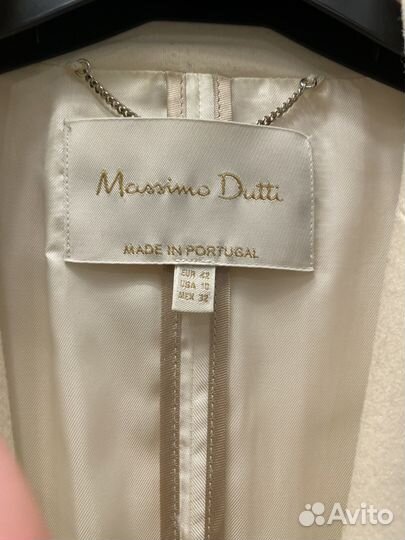 Massimo Dutti
MADE IN PORTUGAL
EUR 42
USA 10
MEX 32
Avito